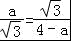 a/√3 = √3/(4−a)